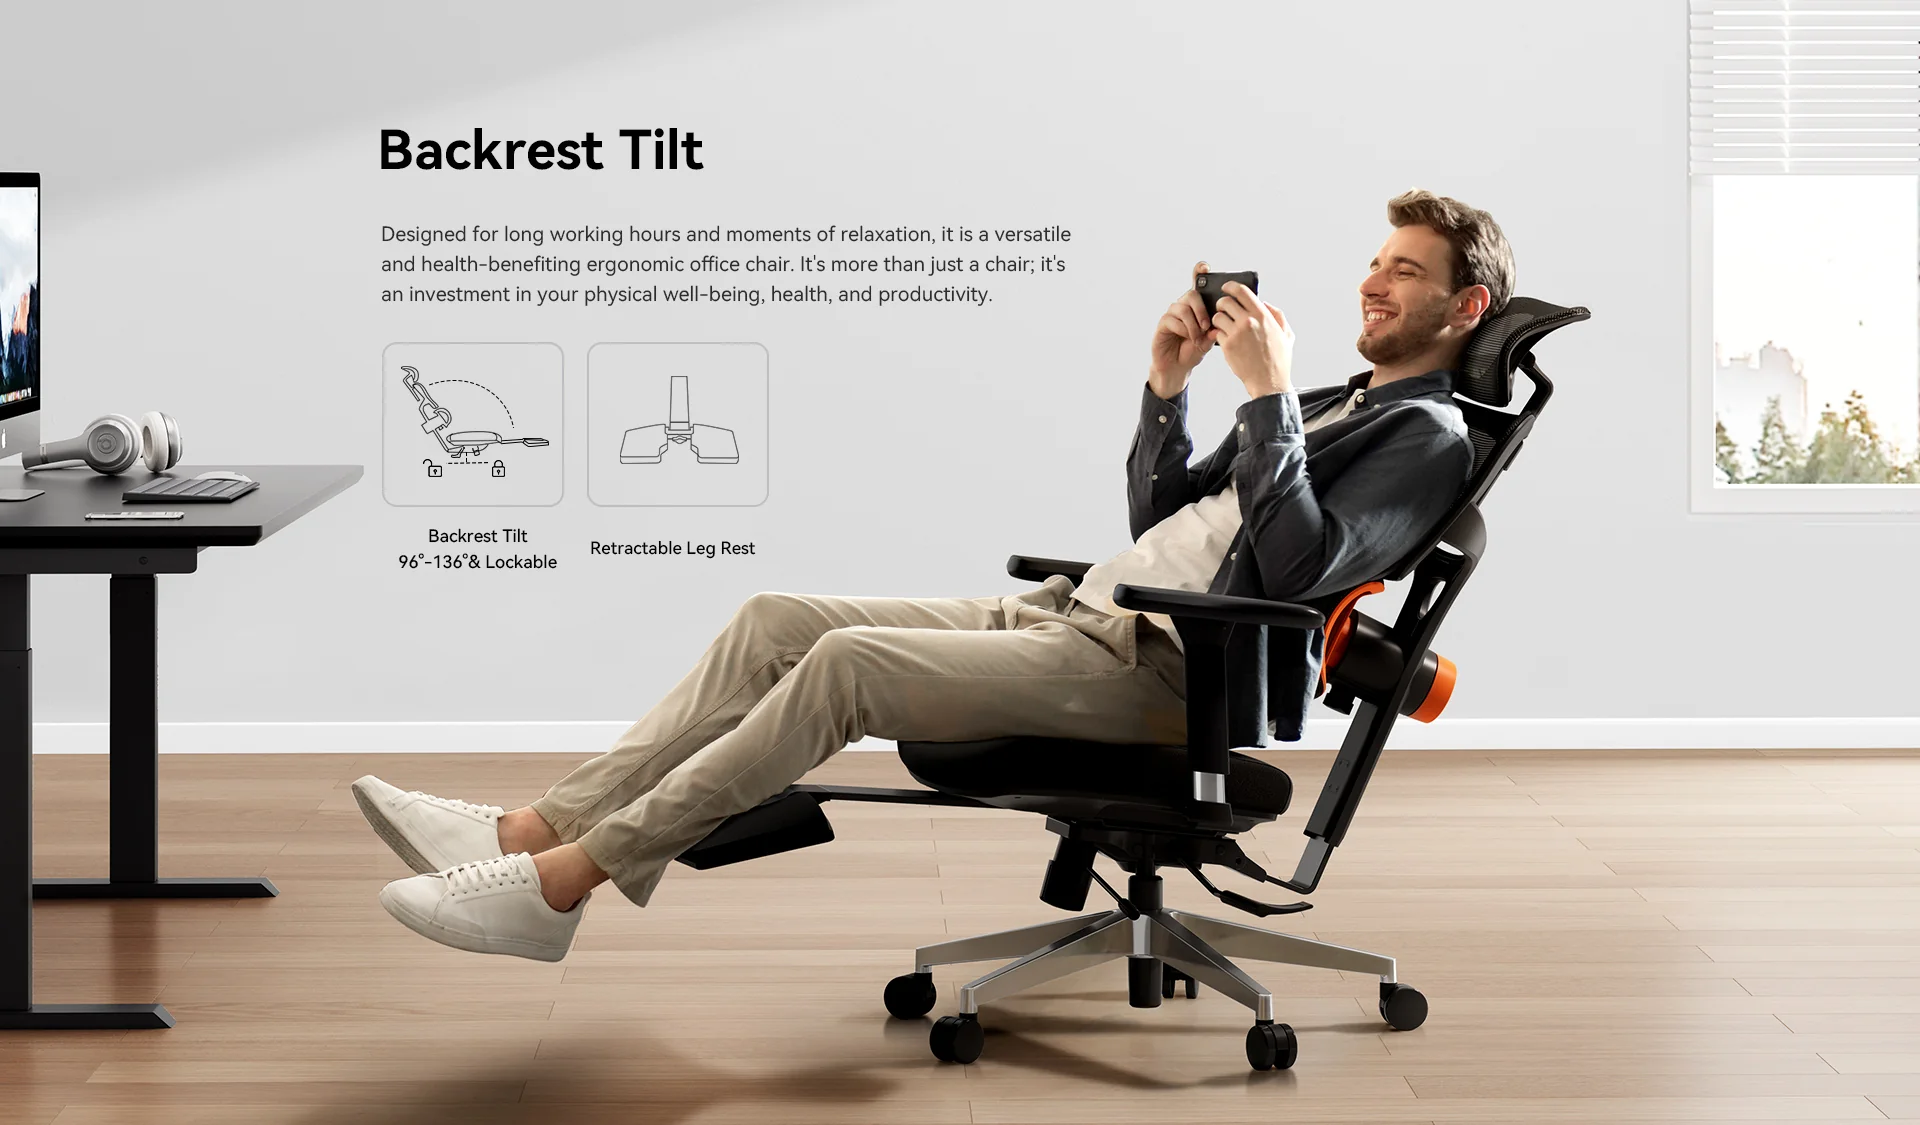 Backrest Tilt
Designed for long working hours and moments of relaxation, it is a versatile
and health-benefiting ergonomic office chair. It's more than just a chair; it's
an investment in your physical well-being, health, and productivity.
Backrest Tilt
96°-136°& Lockable
Retractable Leg Rest